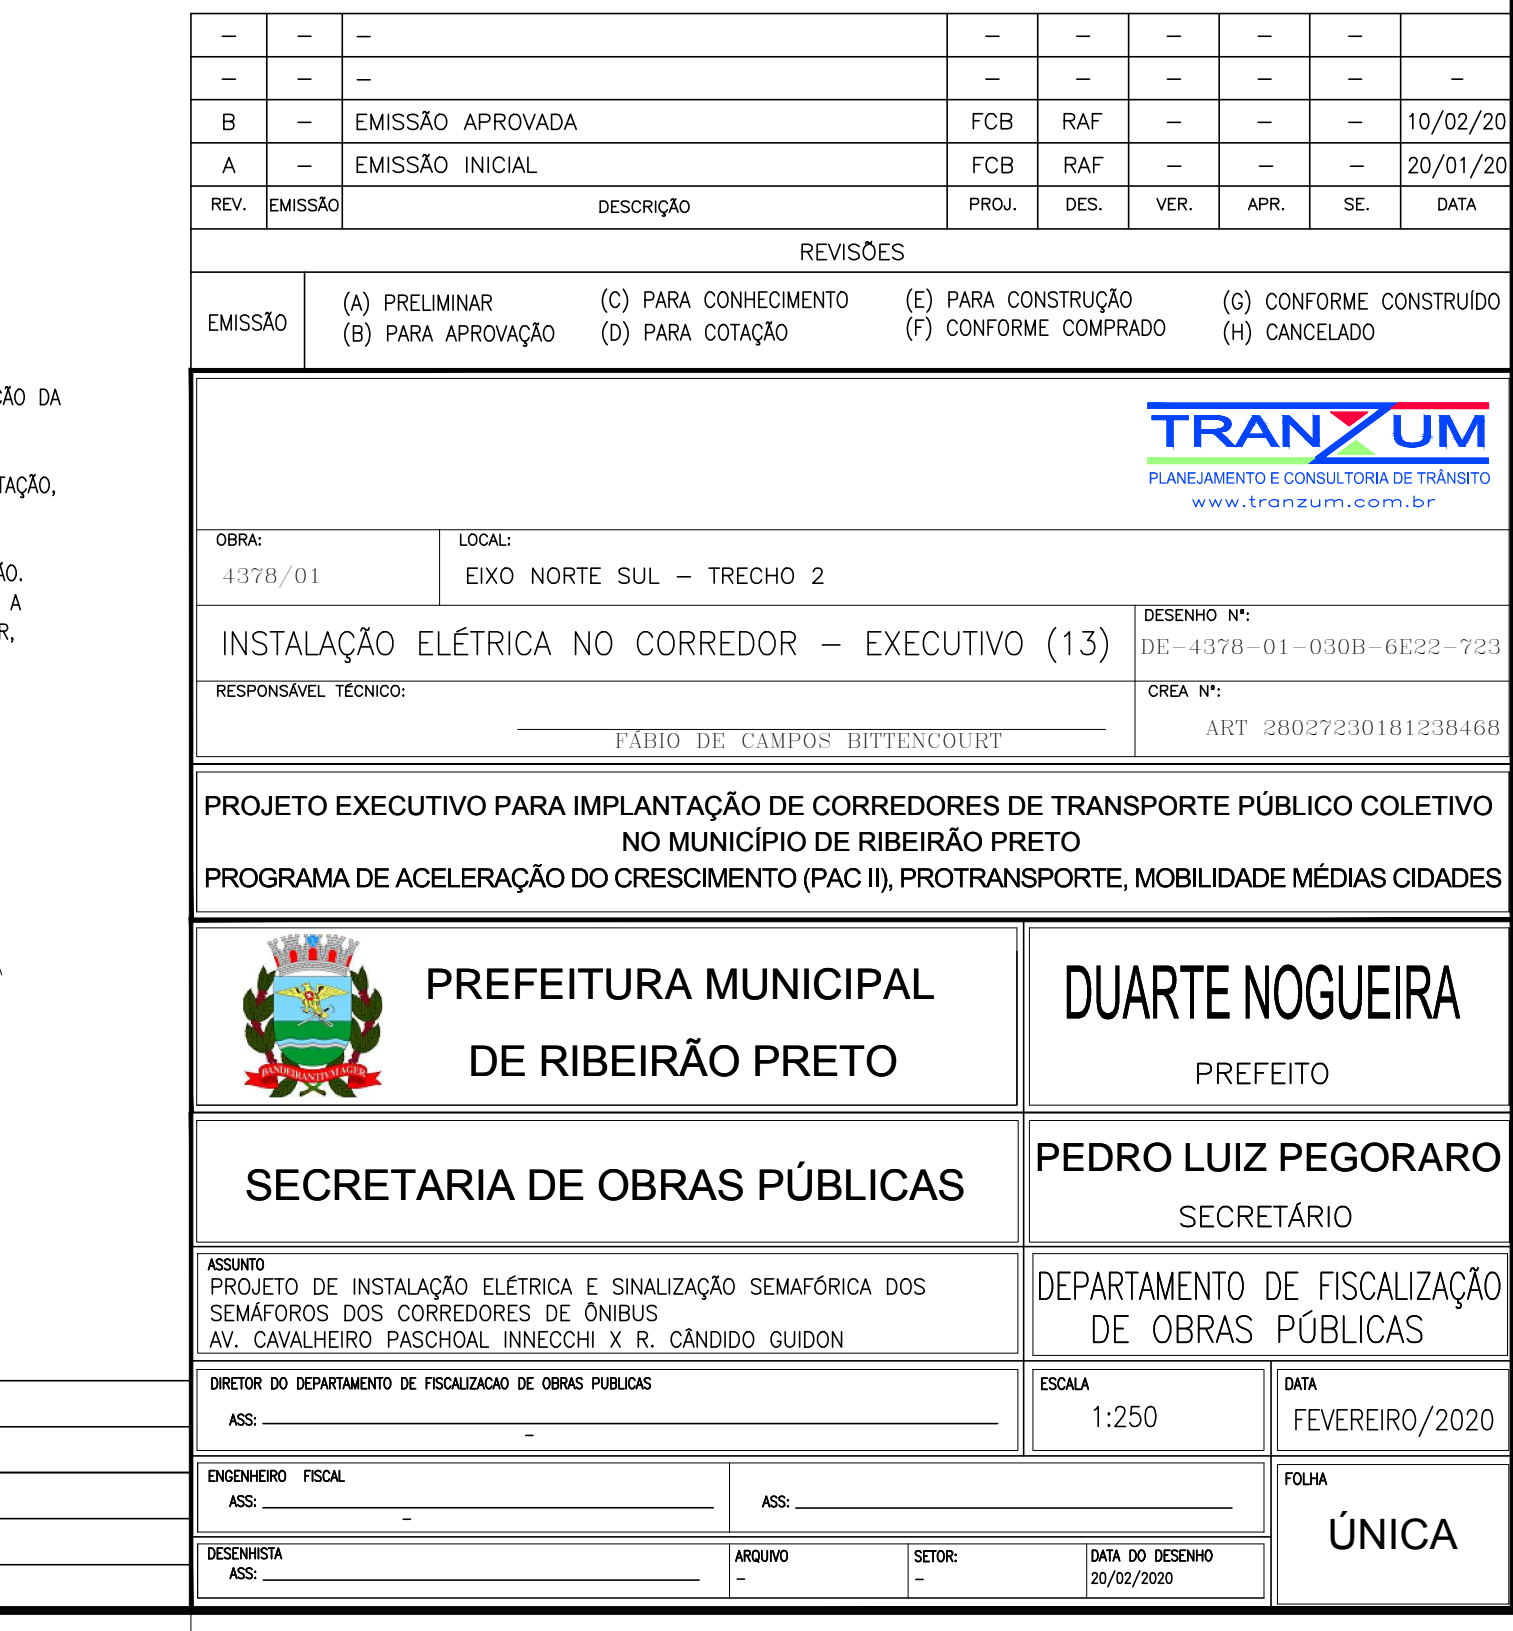 – – – – – – – –
– – – – – – – – –
B – EMISSÃO APROVADA FCB RAF – – – 10/02/20
A – EMISSÃO INICIAL FCB RAF – – – 20/01/20
REV. EMISSÃO DESCRIÇÃO PROJ. DES. VER. APR. SE. DATA
REVISÕES
EMISSÃO
(A) PRELIMINAR (C) PARA CONHECIMENTO (E) PARA CONSTRUÇÃO (G) CONFORME CONSTRUÍDO
(B) PARA APROVAÇÃO (D) PARA COTAÇÃO (F) CONFORME COMPRADO (H) CANCELADO
ÇÃO DA
TAÇÃO,
ÃO.
A
R,
TRANZUM
PLANEJAMENTO E CONSULTORIA DE TRÂNSITO
www.tranzum.com.br
OBRA: LOCAL:
4378/01 EIXO NORTE SUL – TRECHO 2
INSTALAÇÃO ELÉTRICA NO CORREDOR – EXECUTIVO (13)
DESENHO Nº:
DE-4378-01-030B-6E22-723
RESPONSÁVEL TÉCNICO:
FÁBIO DE CAMPOS BITTENCOURT
CREA Nº:
ART 28027230181238468
PROJETO EXECUTIVO PARA IMPLANTAÇÃO DE CORREDORES DE TRANSPORTE PÚBLICO COLETIVO
NO MUNICÍPIO DE RIBEIRÃO PRETO
PROGRAMA DE ACELERAÇÃO DO CRESCIMENTO (PAC II), PROTRANSPORTE, MOBILIDADE MÉDIAS CIDADES
PREFEITURA MUNICIPAL
DE RIBEIRÃO PRETO
DUARTE NOGUEIRA
PREFEITO
SECRETARIA DE OBRAS PÚBLICAS
PEDRO LUIZ PEGORARO
SECRETÁRIO
ASSUNTO
PROJETO DE INSTALAÇÃO ELÉTRICA E SINALIZAÇÃO SEMAFÓRICA DOS
SEMÁFOROS DOS CORREDORES DE ÔNIBUS
AV. CAVALHEIRO PASCHOAL INNECCHI X R. CÂNDIDO GUIDON
DEPARTAMENTO DE FISCALIZAÇÃO
DE OBRAS PÚBLICAS
DIRETOR DO DEPARTAMENTO DE FISCALIZACAO DE OBRAS PUBLICAS
ASS:
–
ESCALA
1:250
DATA
FEVEREIRO/2020
ENGENHEIRO FISCAL
ASS:
–
ASS:
FOLHA
ÚNICA
DESENHISTA
ASS:
ARQUIVO
–
SETOR:
–
DATA DO DESENHO
20/02/2020